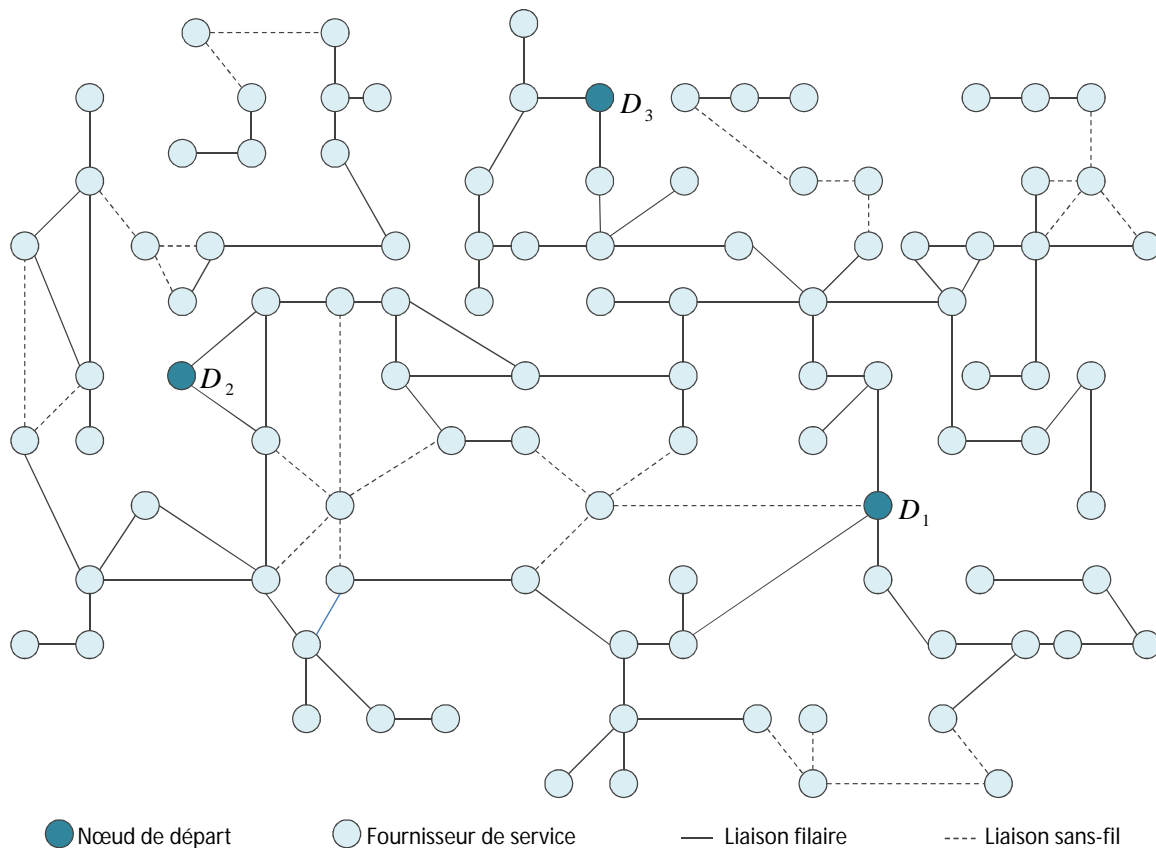 D3
D2
D1
Nœud de départ
Fournisseur de service
Liaison filaire
Liaison sans-fil